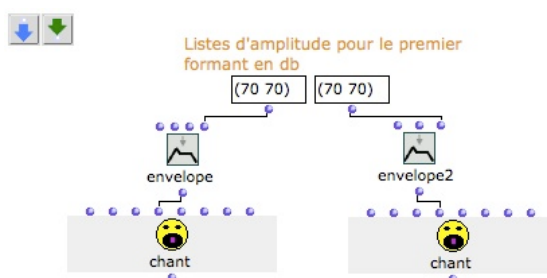 Listes d'amplitude pour le premier
formant en db
(70 70) (70 70)
envelope envelope2
chant chant